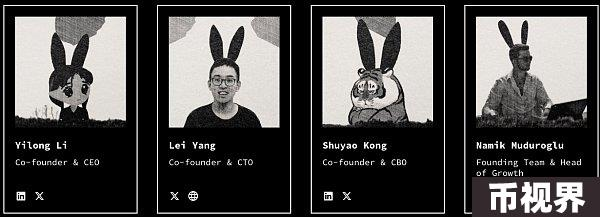 Yilong Li
Co-founder & CEO
Lei Yang
Co-founder & CTO
Shuyao Kong
Co-founder & CBO
Namik Muduroglu
Founding Team & Head
of Growth
币视界